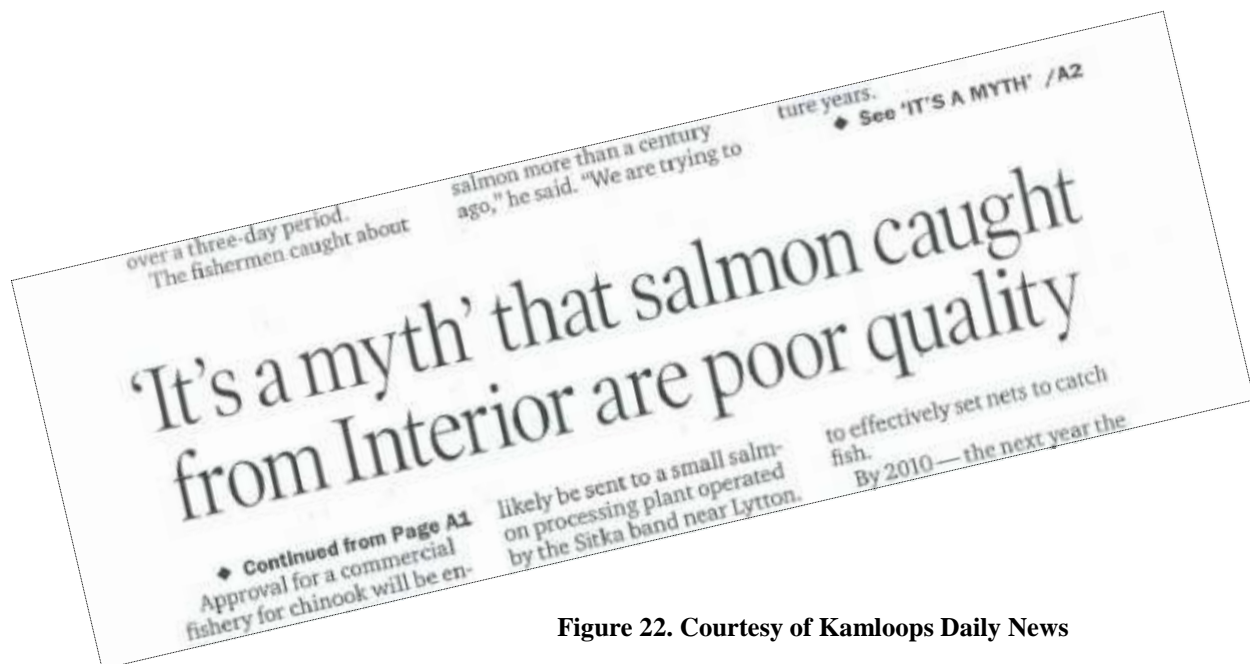 over a three-day period.
The fishermen caught about
salmon more than a century
ago," he said. "We are trying to
ture years.
◆ See 'IT'S A MYTH' /A2
'It's a myth' that salmon caught
from Interior are poor quality
◆ Continued from Page A1
Approval for a commercial
fishery for chinook will be en-
likely be sent to a small salm-
on processing plant operated
by the Sitka band near Lytton.
to effectively set nets to catch
fish.
By 2010—the next year the
Figure 22. Courtesy of Kamloops Daily News